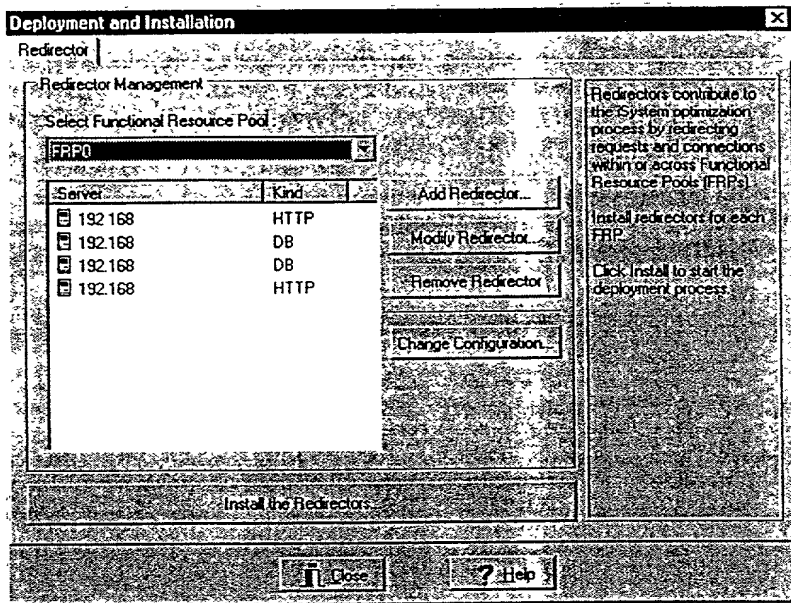 Deployment and Installation
Redirector
Redirector Management
Select Functional Resource Pool
FRP0
Server Kind
192.168 HTTP
192.168 DB
192.168 DB
192.168 HTTP
Add Redirector...
Modify Redirector...
Remove Redirector
Change Configuration...
Install the Redirectors...
Redirectors contribute to
the iSystem optimization
process by redirecting
requests and connections
within or across Functional
Resource Pools (FRPs).
Install redirectors for each
FRP.
Click Install to start the
deployment process.
Close
? Help